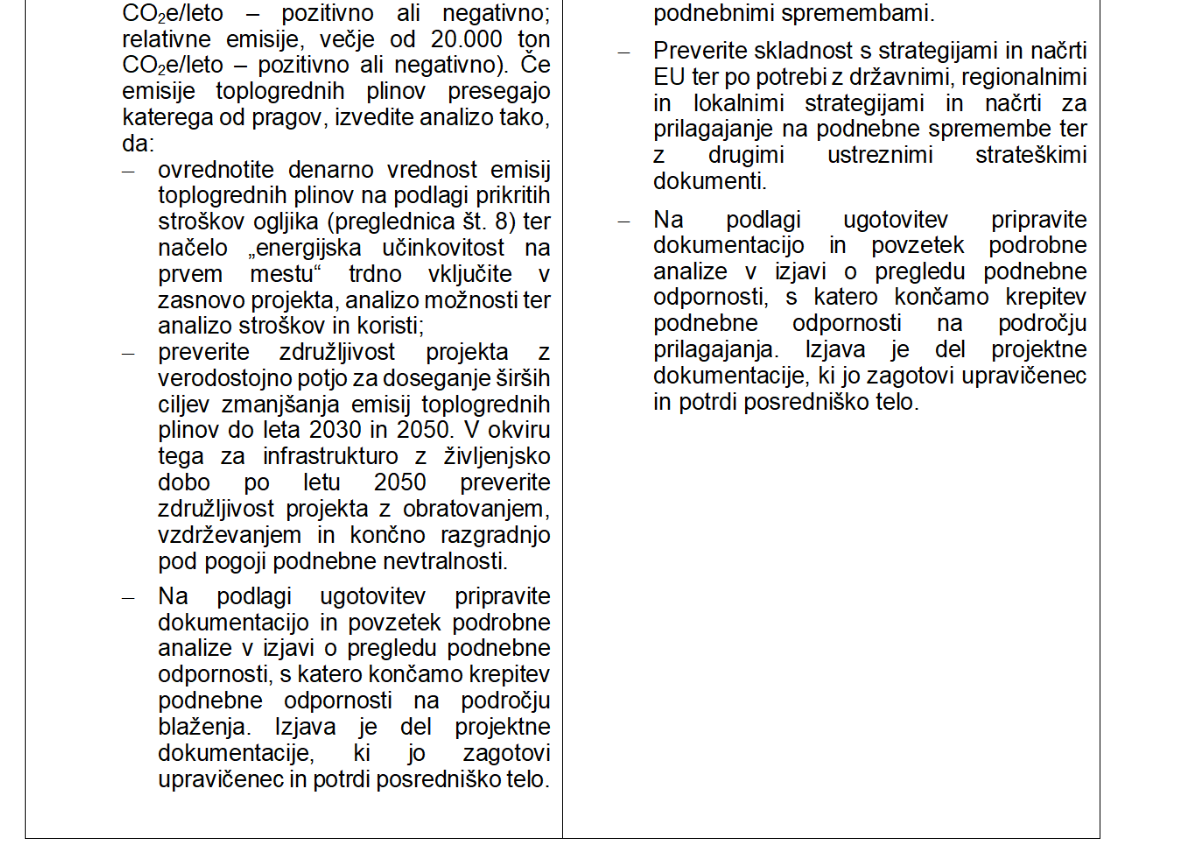 CO₂e/leto – pozitivno ali negativno;
relativne emisije, večje od 20.000 ton
CO₂e/leto – pozitivno ali negativno). Če
emisije toplogrednih plinov presegajo
katerega od pragov, izvedite analizo tako,
da:
– ovrednotite denarno vrednost emisij
toplogrednih plinov na podlagi prikritih
stroškov ogljika (preglednica št. 8) ter
načelo „energijska učinkovitost na
prvem mestu“ trdno vključite v
zasnovo projekta, analizo možnosti ter
analizo stroškov in koristi;
– preverite združljivost projekta z
verodostojno potjo za doseganje širših
ciljev zmanjšanja emisij toplogrednih
plinov do leta 2030 in 2050. V okviru
tega za infrastrukturo z življenjsko
dobo po letu 2050 preverite
združljivost projekta z obratovanjem,
vzdrževanjem in končno razgradnjo
pod pogoji podnebne nevtralnosti.
– Na podlagi ugotovitev pripravite
dokumentacijo in povzetek podrobne
analize v izjavi o pregledu podnebne
odpornosti, s katero končamo krepitev
podnebne odpornosti na področju
blaženja. Izjava je del projektne
dokumentacije, ki jo zagotovi
upravičenec in potrdi posredniško telo.
podnebnimi spremembami.
– Preverite skladnost s strategijami in načrti
EU ter po potrebi z državnimi, regionalnimi
in lokalnimi strategijami in načrti za
prilagajanje na podnebne spremembe ter
z drugimi ustreznimi strateškimi
dokumenti.
– Na podlagi ugotovitev pripravite
dokumentacijo in povzetek podrobne
analize v izjavi o pregledu podnebne
odpornosti, s katero končamo krepitev
podnebne odpornosti na področju
prilagajanja. Izjava je del projektne
dokumentacije, ki jo zagotovi upravičenec
in potrdi posredniško telo.